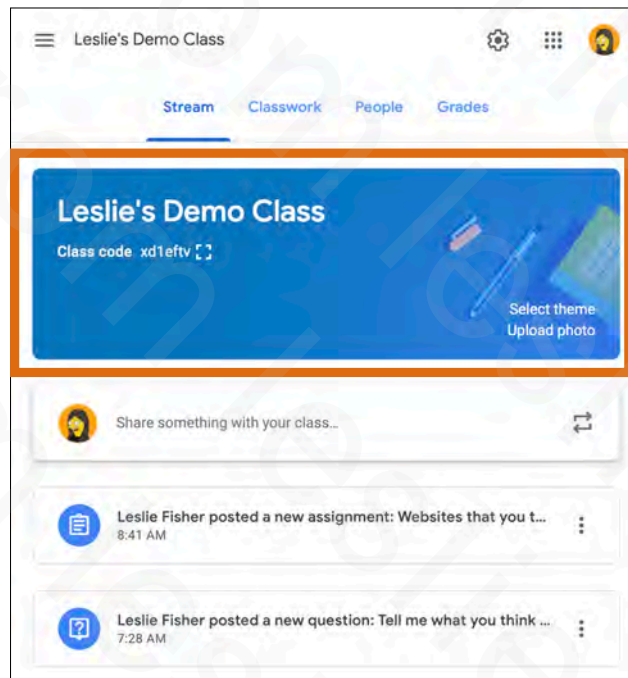 Leslie's Demo Class
Stream Classwork People Grades
Leslie's Demo Class
Class code xd1eftv
Select theme
Upload photo
Share something with your class...
Leslie Fisher posted a new assignment: Websites that you t...
8:41 AM
Leslie Fisher posted a new question: Tell me what you think ...
7:28 AM